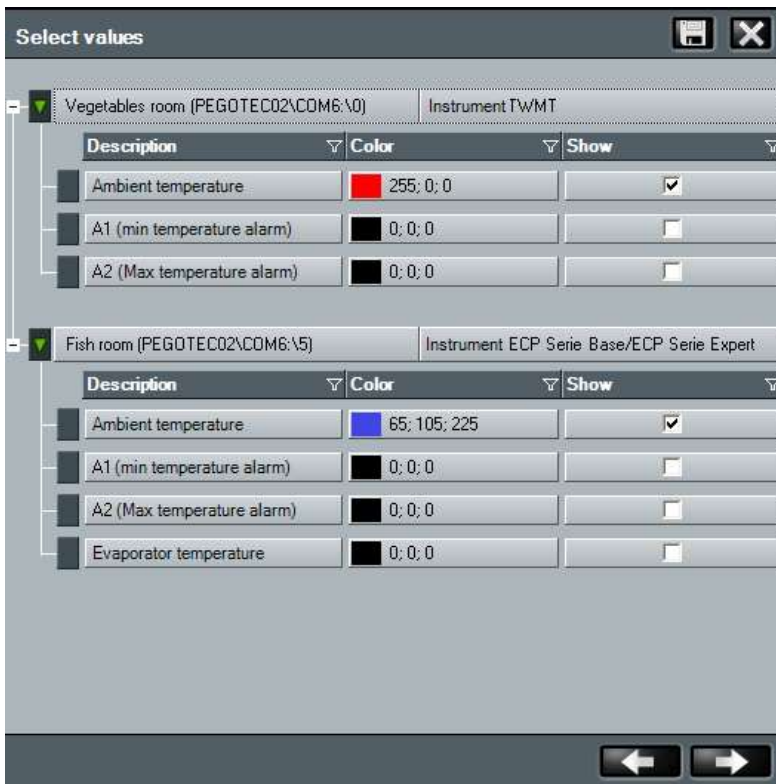 Select values
Vegetables room (PEGOTEC02\COM6:\0) Instrument TWMT
Description Color Show
Ambient temperature 255; 0; 0
A1 (min temperature alarm) 0; 0; 0
A2 (Max temperature alarm) 0; 0; 0
Fish room (PEGOTEC02\COM6:\5) Instrument ECP Serie Base/ECP Serie Expert
Description Color Show
Ambient temperature 65; 105; 225
A1 (min temperature alarm) 0; 0; 0
A2 (Max temperature alarm) 0; 0; 0
Evaporator temperature 0; 0; 0